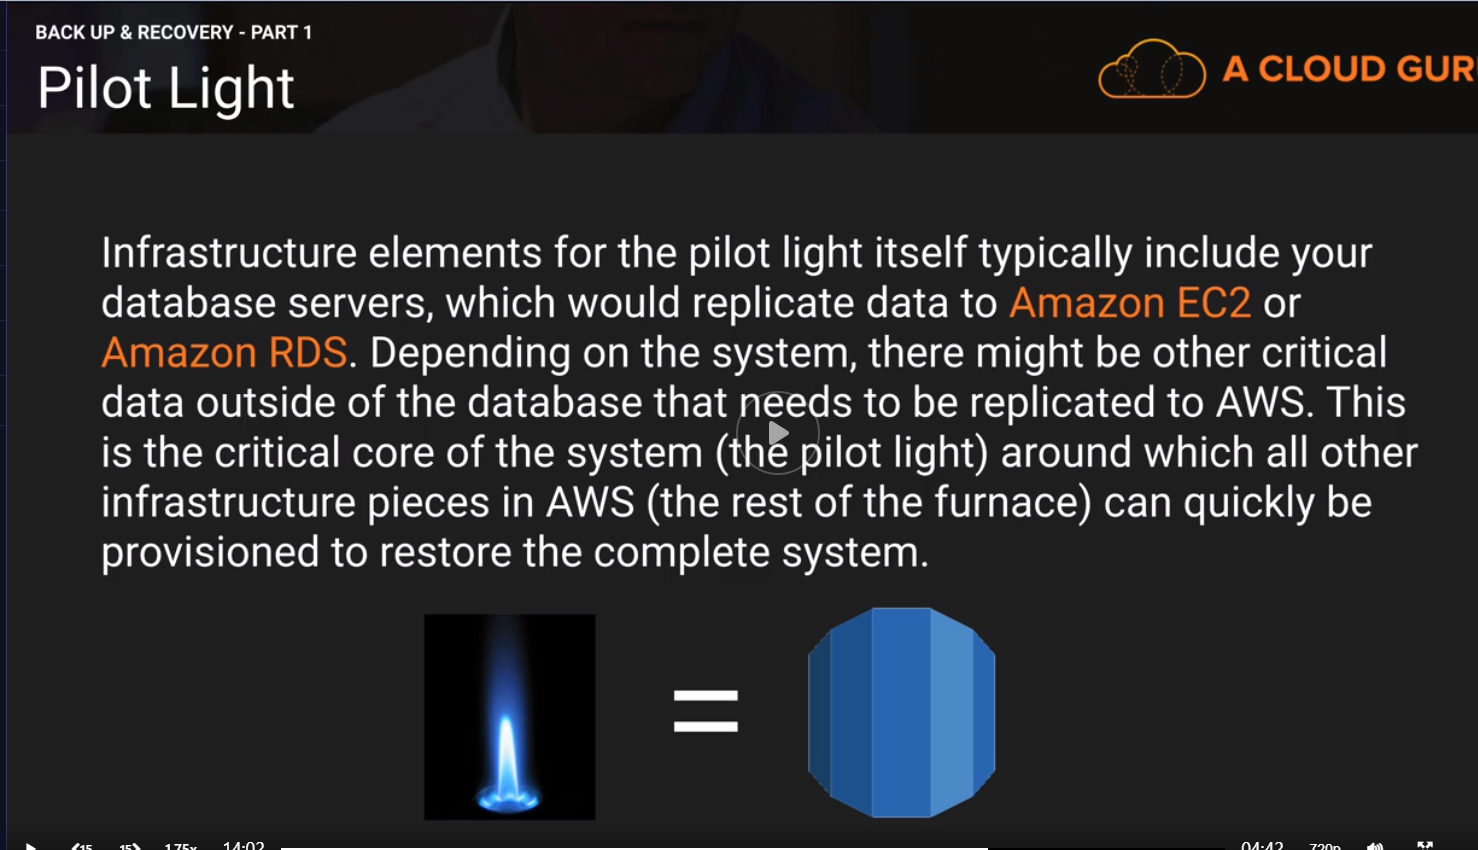 BACK UP & RECOVERY - PART 1
Pilot Light
A CLOUD GUR
Infrastructure elements for the pilot light itself typically include your
database servers, which would replicate data to Amazon EC2 or
Amazon RDS. Depending on the system, there might be other critical
data outside of the database that needs to be replicated to AWS. This
is the critical core of the system (the pilot light) around which all other
infrastructure pieces in AWS (the rest of the furnace) can quickly be
provisioned to restore the complete system.
=
15 15 1.75x 14:02 04:42 720p